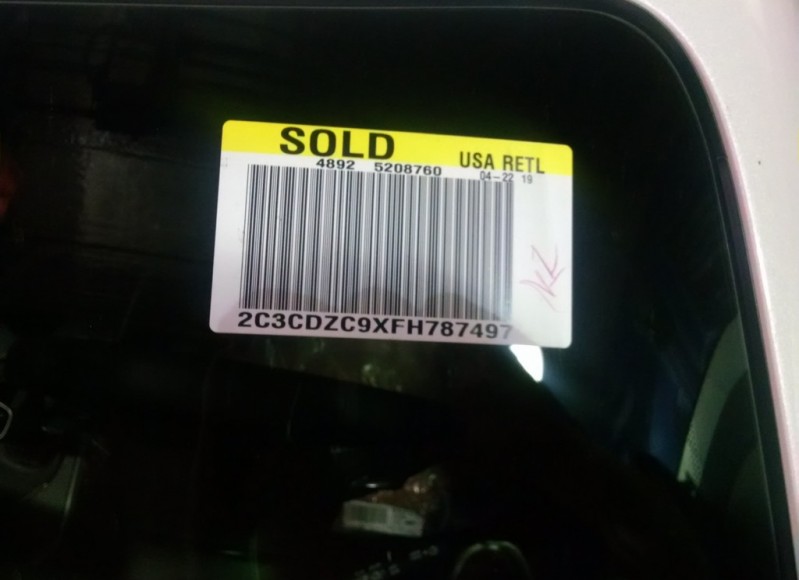 SOLD
USA RETL
4892 5208760
04-22 19
2C3CDZC9XFH787497